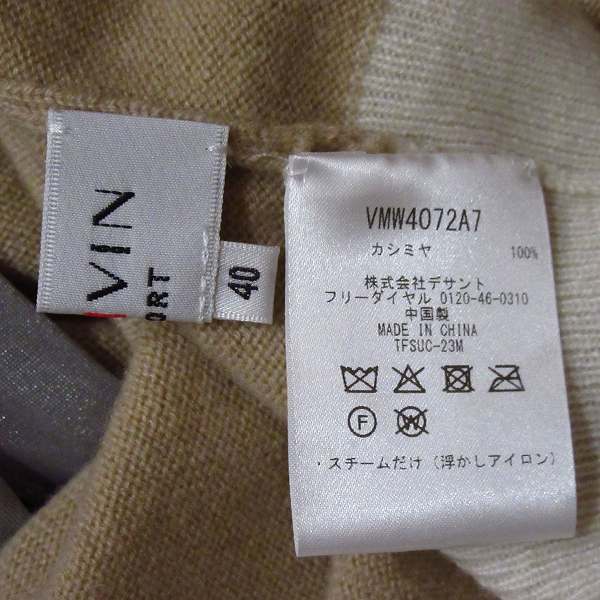 VIN
ORT
40
VMW4072A7
カシミヤ 100%
株式会社デサント
フリーダイヤル 0120-46-0310
中国製
MADE IN CHINA
TFSUC-23M
F
W
・スチームだけ (浮かしアイロン)